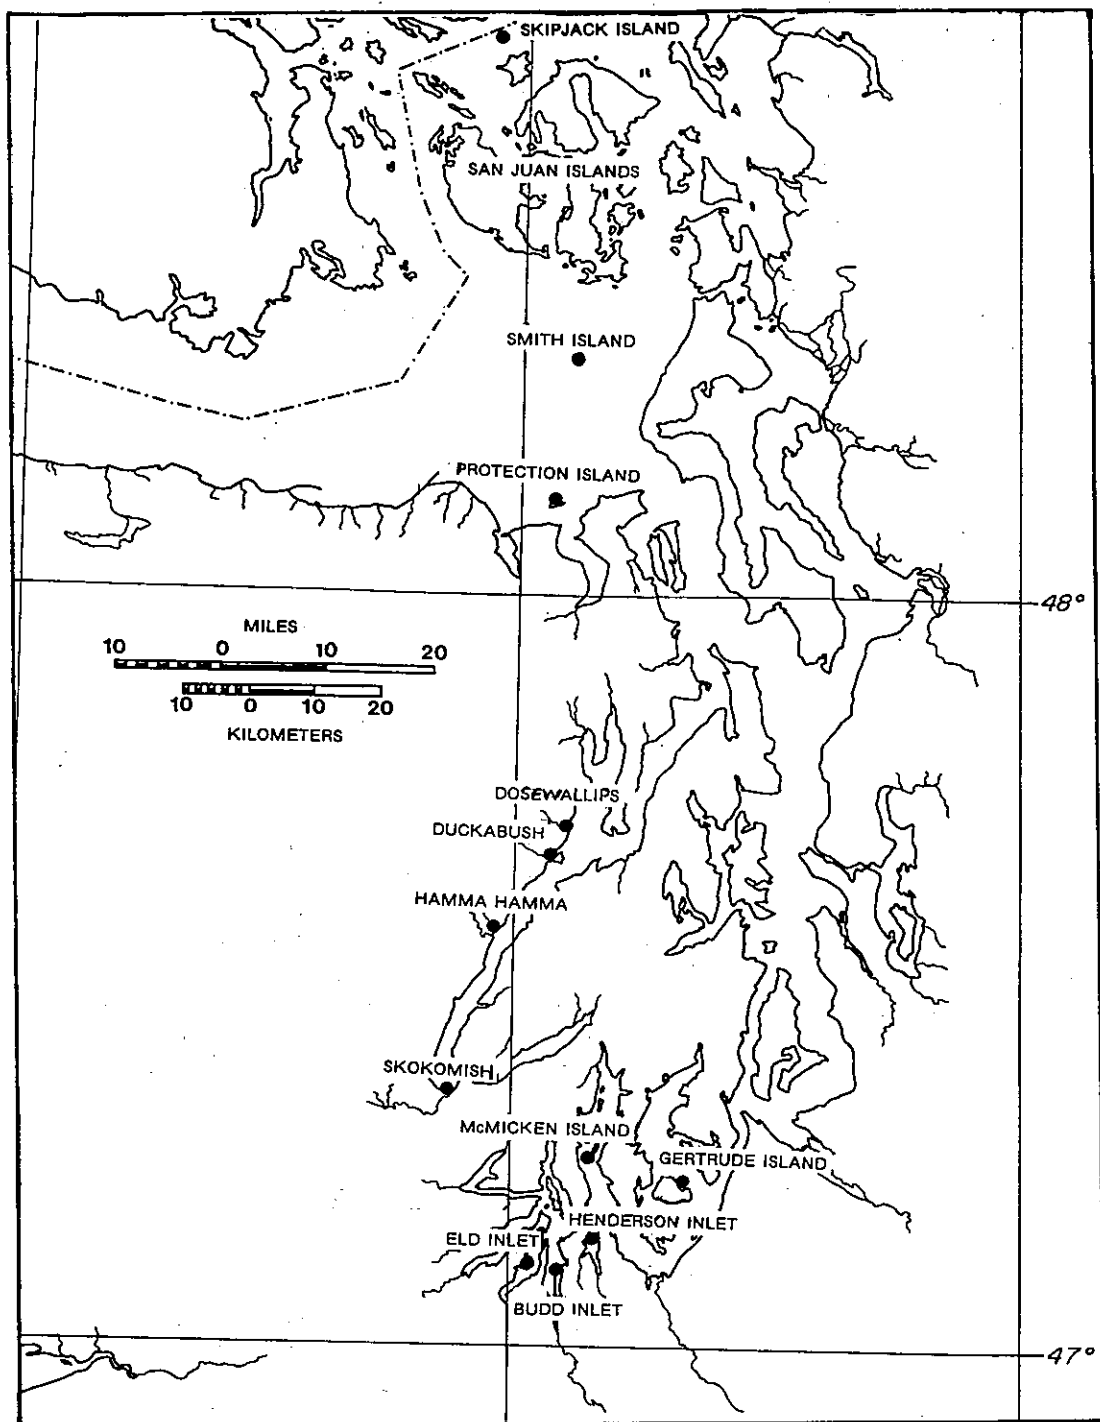 SKIPJACK ISLAND
SAN JUAN ISLANDS
SMITH ISLAND
PROTECTION ISLAND
48°
MILES
10 0 10 20
10 0 10 20
KILOMETERS
DOSEWALLIPS
DUCKABUSH
HAMMA HAMMA
SKOKOMISH
McMICKEN ISLAND
GERTRUDE ISLAND
HENDERSON INLET
ELD INLET
BUDD INLET
47°